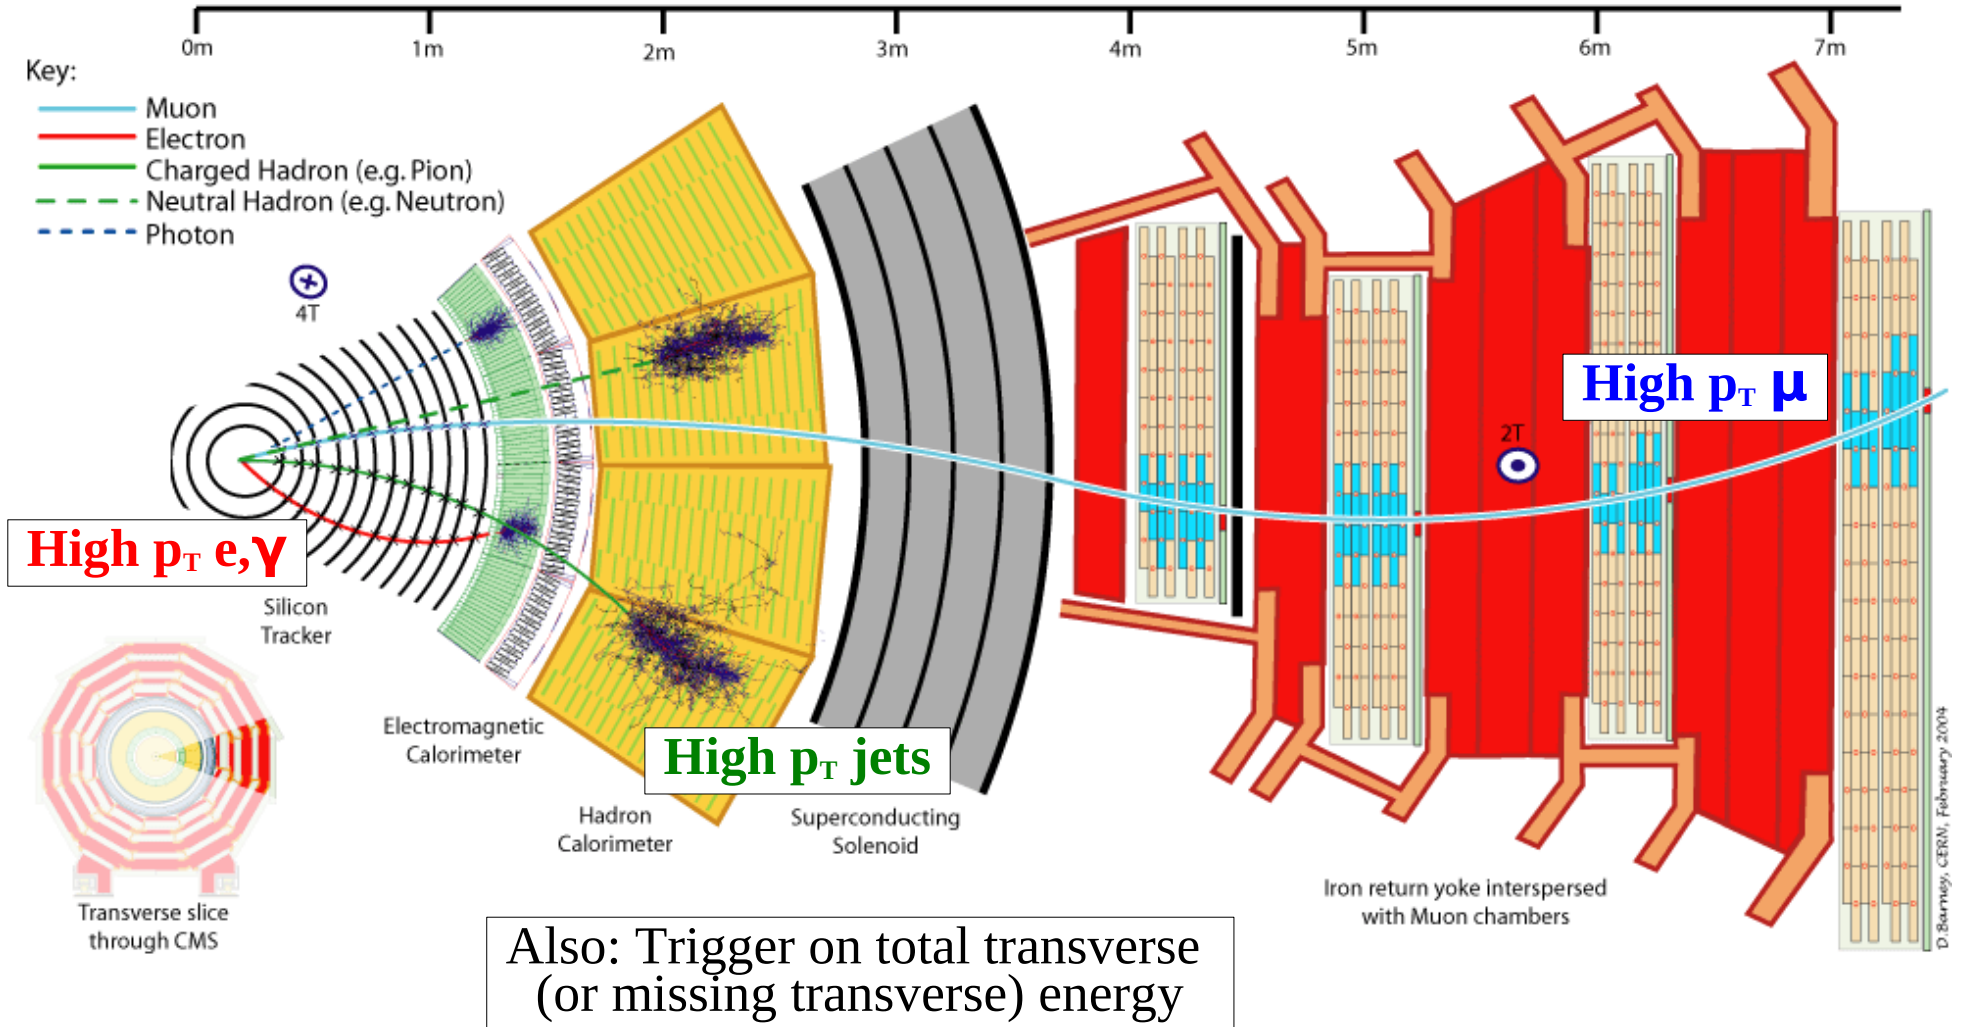 0m
1m
2m
3m
4m
5m
6m
7m
Key:
Muon
Electron
Charged Hadron (e.g. Pion)
Neutral Hadron (e.g. Neutron)
Photon
4T
2T
High pT μ
High pT e,γ
Silicon
Tracker
Electromagnetic
Calorimeter
High pT jets
Hadron
Calorimeter
Superconducting
Solenoid
Iron return yoke interspersed
with Muon chambers
Transverse slice
through CMS
D.Barney, CERN, February 2004
Also: Trigger on total transverse
(or missing transverse) energy